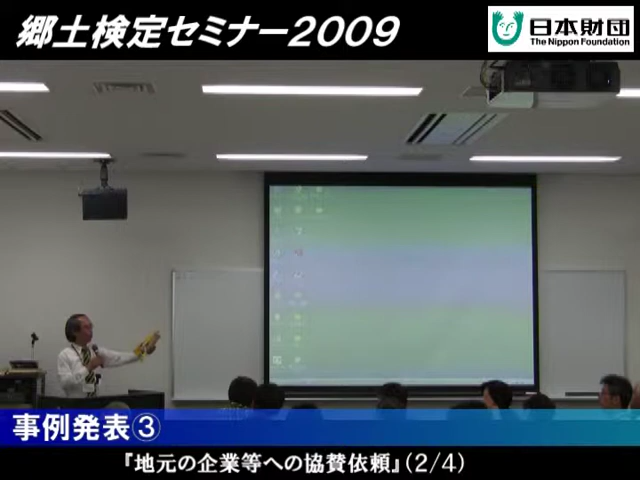 郷土検定セミナー2009
日本財団
The Nippon Foundation
事例発表③
『地元の企業等への協賛依頼』(2/4)